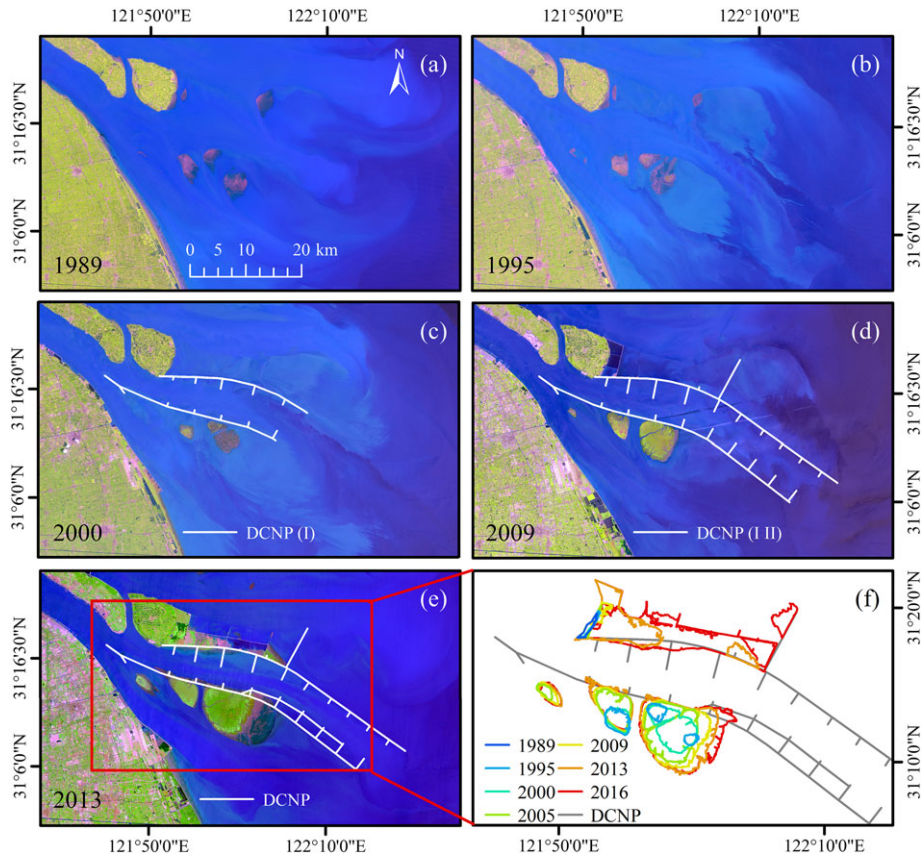 121°50'0"E 122°10'0"E 121°50'0"E 122°10'0"E
31°16'30"N
31°6'0"N
(a)
N
1989
0 5 10 20 km
(b)
1995
31°16'30"N
31°6'0"N
31°16'30"N
31°6'0"N
(c)
2000
DCNP (I)
(d)
2009
DCNP (I II)
31°16'30"N
31°6'0"N
31°16'30"N
31°6'0"N
(e)
2013
DCNP
(f)
1989 2009
1995 2013
2000 2016
2005 DCNP
31°20'0"N
31°10'0"N
121°50'0"E 122°10'0"E 121°50'0"E 122°10'0"E